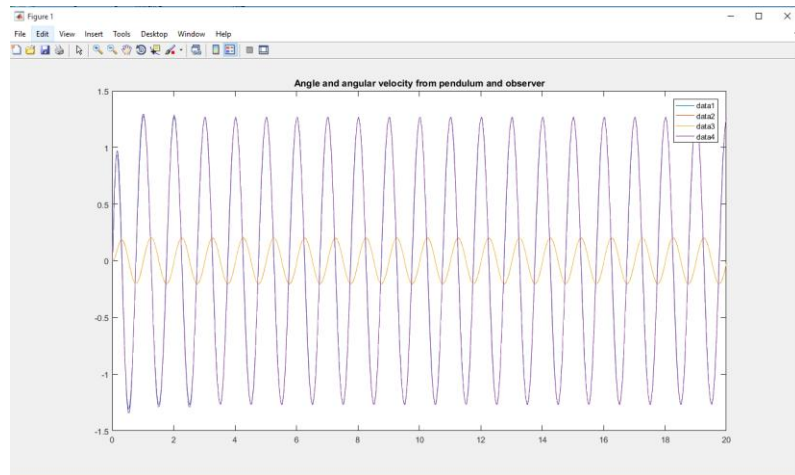 Figure 1
File Edit View Insert Tools Desktop Window Help
Angle and angular velocity from pendulum and observer
1.5
1
0.5
0
-0.5
-1
-1.5
0 2 4 6 8 10 12 14 16 18 20
data1
data2
data3
data4